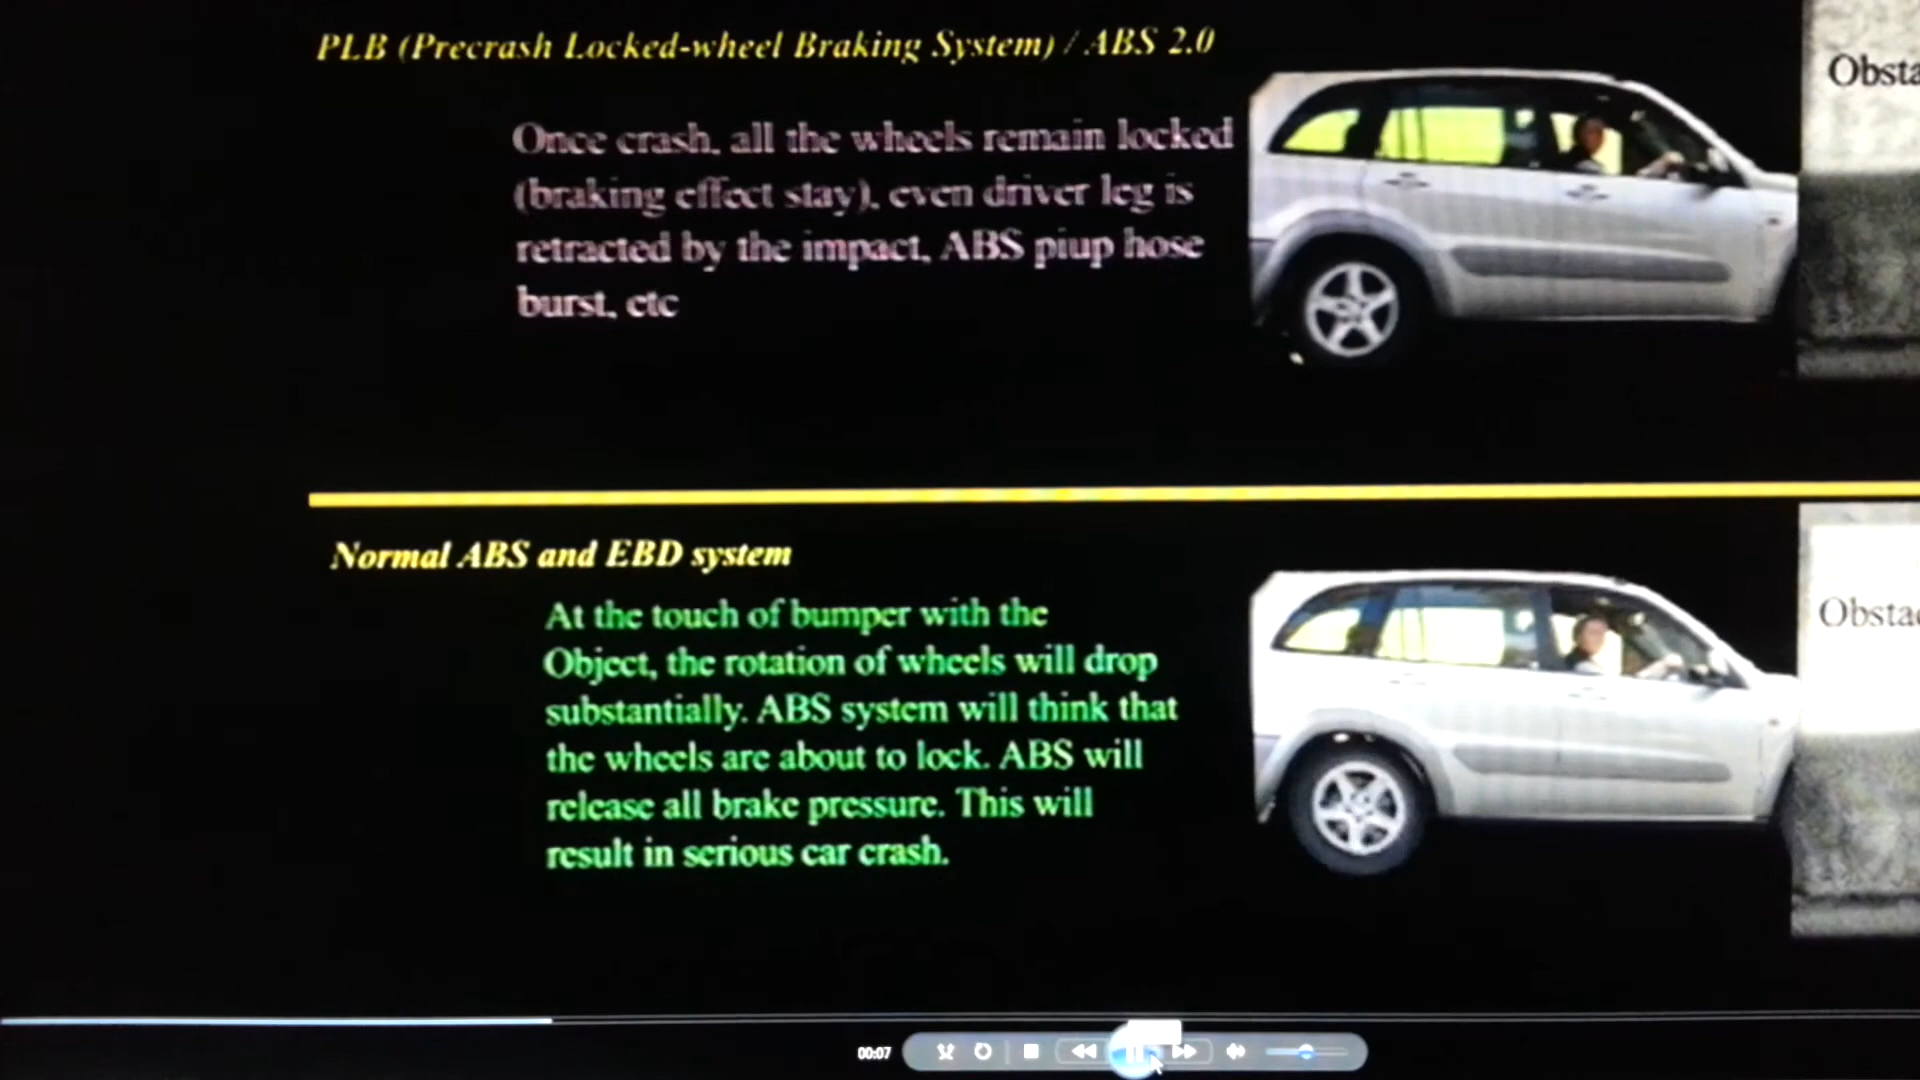 PLB (Precrash Locked-wheel Braking System) / ABS 2.0
Obsta
Once crash, all the wheels remain locked
(braking effect stay), even driver leg is
retracted by the impact, ABS piup hose
burst, etc
Normal ABS and EBD system
Obstac
At the touch of bumper with the
Object, the rotation of wheels will drop
substantially. ABS system will think that
the wheels are about to lock. ABS will
release all brake pressure. This will
result in serious car crash.
00:07